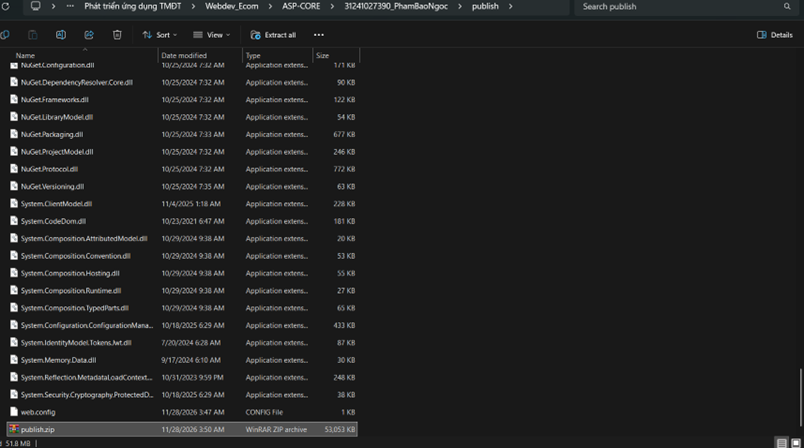 Phát triển ứng dụng TMĐT > Webdev_Ecom > ASP-CORE > 31241027390_PhamBaoNgoc > publish > Search publish
Sort View Extract all Details
Name Date modified Type Size
NuGet.Configuration.dll 10/25/2024 7:32 AM Application extens... 171 KB
NuGet.DependencyResolver.Core.dll 10/25/2024 7:32 AM Application extens... 90 KB
NuGet.Frameworks.dll 10/25/2024 7:32 AM Application extens... 122 KB
NuGet.LibraryModel.dll 10/25/2024 7:32 AM Application extens... 54 KB
NuGet.Packaging.dll 10/25/2024 7:33 AM Application extens... 677 KB
NuGet.ProjectModel.dll 10/25/2024 7:32 AM Application extens... 246 KB
NuGet.Protocol.dll 10/25/2024 7:32 AM Application extens... 772 KB
NuGet.Versioning.dll 10/25/2024 7:35 AM Application extens... 63 KB
System.ClientModel.dll 11/4/2025 1:18 AM Application extens... 228 KB
System.CodeDom.dll 10/23/2021 6:47 AM Application extens... 181 KB
System.Composition.AttributedModel.dll 10/29/2024 9:38 AM Application extens... 20 KB
System.Composition.Convention.dll 10/29/2024 9:38 AM Application extens... 53 KB
System.Composition.Hosting.dll 10/29/2024 9:38 AM Application extens... 55 KB
System.Composition.Runtime.dll 10/29/2024 9:38 AM Application extens... 27 KB
System.Composition.TypedParts.dll 10/29/2024 9:38 AM Application extens... 65 KB
System.Configuration.ConfigurationMana... 10/18/2025 6:29 AM Application extens... 433 KB
System.IdentityModel.Tokens.Jwt.dll 7/20/2024 6:28 AM Application extens... 87 KB
System.Memory.Data.dll 9/17/2024 6:10 AM Application extens... 30 KB
System.Reflection.MetadataLoadContext... 10/31/2023 9:59 PM Application extens... 248 KB
System.Security.Cryptography.ProtectedD... 10/18/2025 6:29 AM Application extens... 38 KB
web.config 11/28/2026 3:47 AM CONFIG File 1 KB
publish.zip 11/28/2026 3:50 AM WinRAR ZIP archive 53,053 KB
51.8 MB